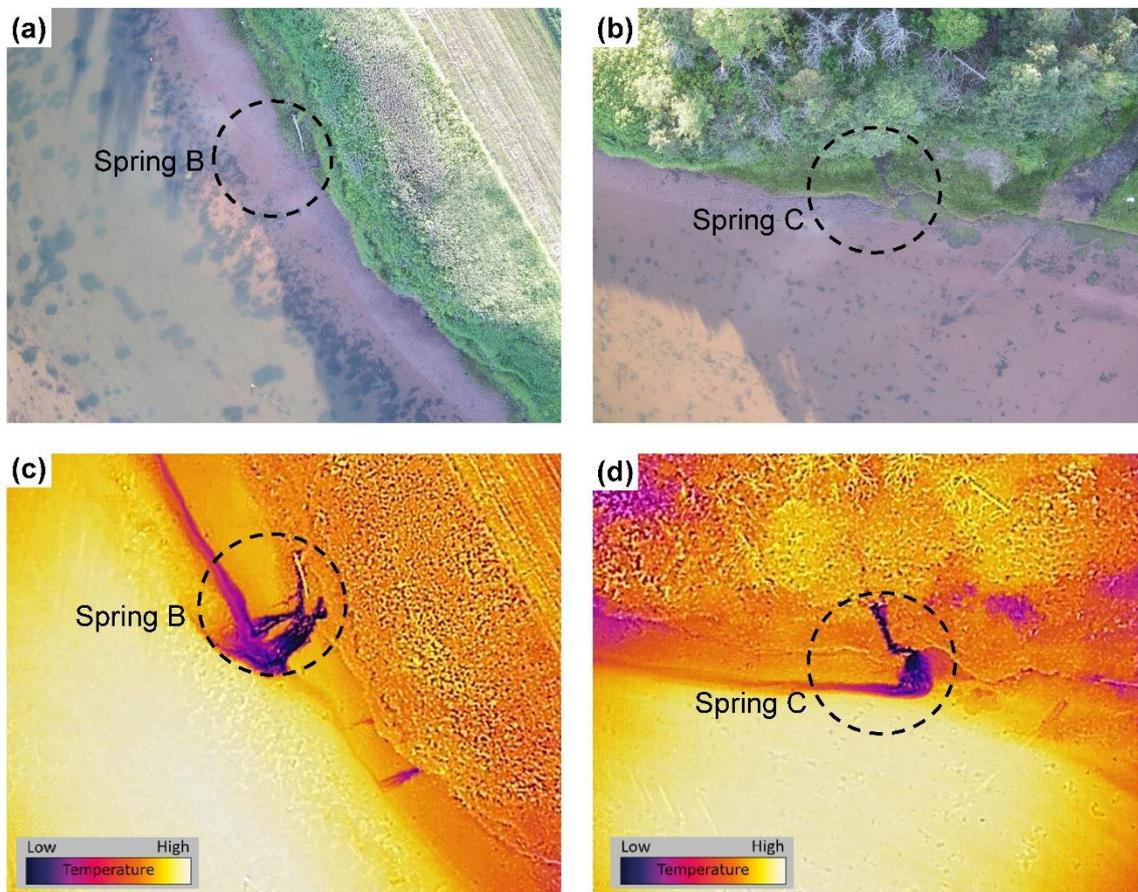 (a)
Spring B
(b)
Spring C
(c)
Spring B
Low High
Temperature
(d)
Spring C
Low High
Temperature